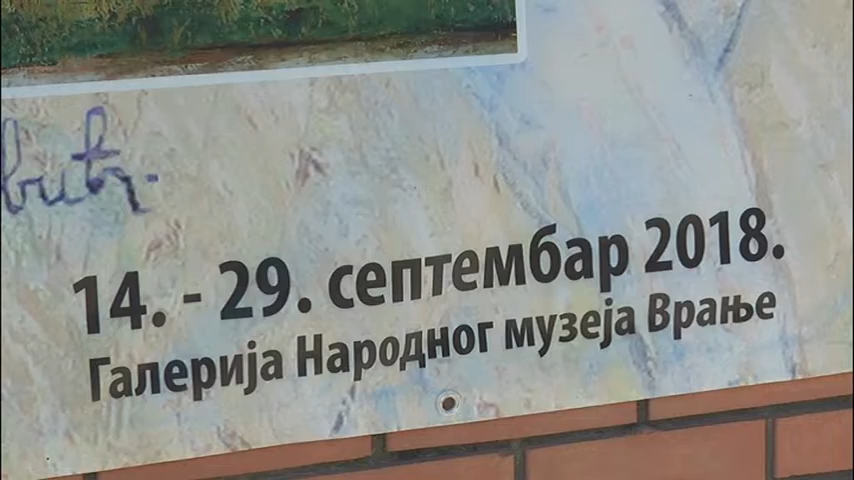 14. - 29. септембар 2018.
Галерија Народног музеја Врање